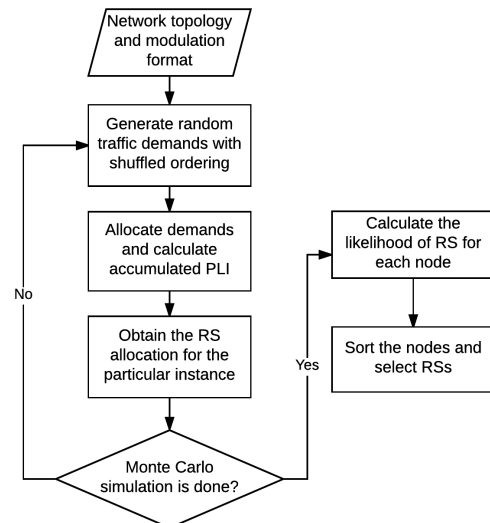 Network topology
and modulation
format
Generate random
traffic demands with
shuffled ordering
Allocate demands
and calculate
accumulated PLI
Obtain the RS
allocation for the
particular instance
Monte Carlo
simulation is done?
No
Yes
Calculate the
likelihood of RS for
each node
Sort the nodes and
select RSs